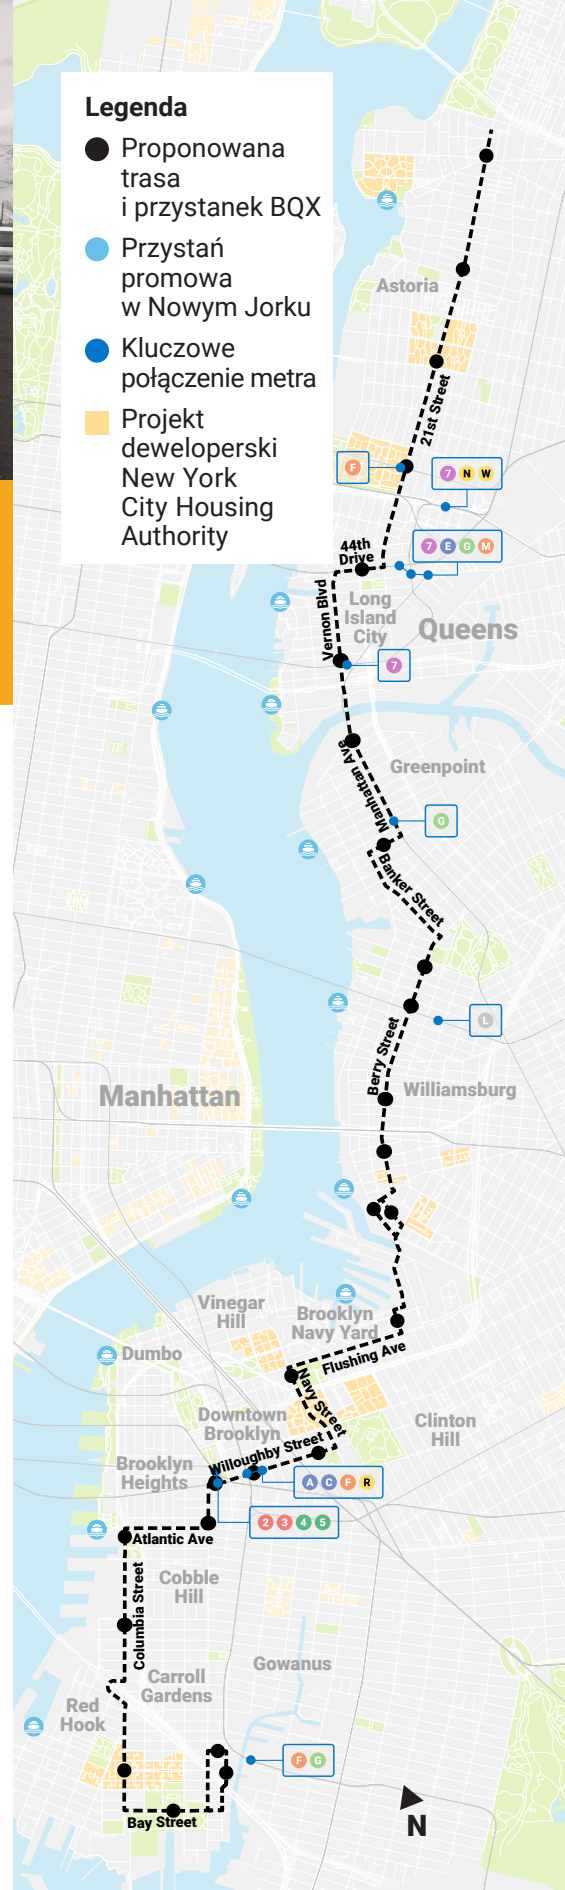 Legenda
Proponowana
trasa
i przystanek BQX
Przystań
promowa
w Nowym Jorku
Kluczowe
połączenie metra
Projekt
deweloperski
New York
City Housing
Authority
Astoria
21st Street
F
7 N W
7 E G M
44th
Drive
Vernon Blvd
Long
Island
City
Queens
7
Manhattan Ave
Greenpoint
G
Banker Street
L
Berry Street
Williamsburg
Manhattan
Vinegar
Hill
Brooklyn
Navy Yard
Dumbo
Flushing Ave
Navy Street
Downtown
Brooklyn
Clinton
Hill
Willoughby Street
Brooklyn
Heights
A C F R
2 3 4 5
Atlantic Ave
Columbia Street
Cobble
Hill
Gowanus
Carroll
Gardens
Red
Hook
F G
Bay Street
N